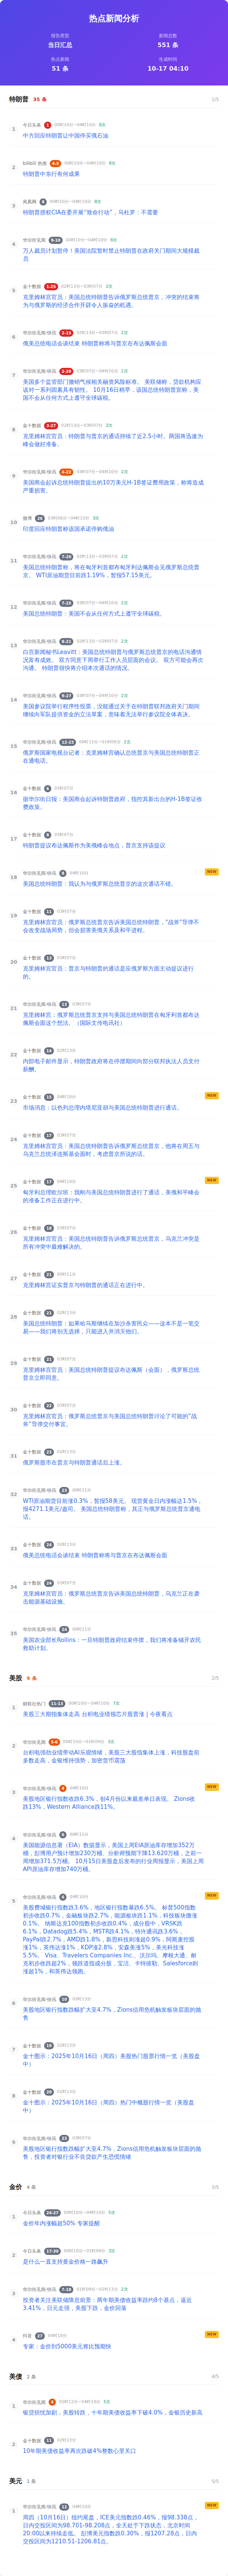 热点新闻分析
报告类型
新闻总数
当日汇总
551 条
热点新闻
生成时间
51 条
10-17 04:10
特朗普 35 条 1/5
1 今日头条 1 00时10分~04时10分 8次
中方回应特朗普让中国停买俄石油
2 bilibili 热搜 4-5 00时10分~04时10分 8次
特朗普中东行有何成果
3 凤凰网 8 00时10分~04时10分 8次
特朗普授权CIA在委开展“致命行动”，马杜罗：不需要
4 华尔街见闻 9-10 00时10分~04时10分 8次
万人裁员计划暂停！美国法院暂时禁止特朗普在政府关门期间大规模裁
员
5 金十数据 1-25 02时13分~03时07分 2次
克里姆林宫官员：美国总统特朗普告诉俄罗斯总统普京，冲突的结束将
为与俄罗斯的经济合作开辟令人振奋的机遇。
6 华尔街见闻-快讯 2-15 02时13分~03时07分 2次
俄美总统电话会谈结束 特朗普称将与普京在布达佩斯会面
7 华尔街见闻-快讯 2-20 03时07分~04时10分 2次
美国多个监管部门撤销气候相关融资风险标准。 美联储称，贷款机构应
该对一系列因素具有韧性。 10月16日稍早，该国总统特朗普宣称，美
国不会从任何方式上遵守全球碳税。
8 金十数据 3-27 02时13分~03时07分 2次
克里姆林宫官员：特朗普与普京的通话持续了近2.5小时。两国将迅速为
峰会做好准备。
9 华尔街见闻-快讯 4-22 03时07分~04时10分 2次
美国商会起诉总统特朗普提出的10万美元H-1B签证费用政策，称将造成
严重损害。
10 微博 28 03时06分~04时10分 3次
印度回应特朗普称该国承诺停购俄油
11 华尔街见闻-快讯 7-20 02时13分~03时07分 2次
美国总统特朗普称，将在匈牙利首都布达佩斯会见俄罗斯总统普
京。 WTI原油期货目前跌1.19%，暂报57.15美元。
12 华尔街见闻-快讯 7-25 03时07分~04时10分 2次
美国总统特朗普：美国不会从任何方式上遵守全球碳税。
13 华尔街见闻-快讯 8-21 02时13分~03时07分 2次
白宫新闻秘书Leavitt：美国总统特朗普与俄罗斯总统普京的电话沟通情
况富有成效。 双方同意下周举行工作人员层面的会议。 双方可能会再次
沟通。 特朗普很快将介绍本次通话的情况。
14 华尔街见闻-快讯 9-27 03时07分~04时10分 2次
美国参议院举行程序性投票，没能通过关于在特朗普联邦政府关门期间
继续向军队提供资金的立法草案，意味着无法举行参议院全体表决。
15 华尔街见闻-快讯 12-25 00时11分~01时09分 2次
俄罗斯国家电视台记者：克里姆林宫确认总统普京与美国总统特朗普正
在通电话。
16 金十数据 4 03时07分
据华尔街日报：美国商会起诉特朗普政府，指控其新出台的H-1B签证收
费政策。
17 金十数据 6 03时07分
特朗普提议布达佩斯作为美俄峰会地点，普京支持该提议
18 华尔街见闻-快讯 8 04时10分 NEW
美国总统特朗普：我认为与俄罗斯总统普京的这次通话不错。
19 金十数据 11 03时07分
克里姆林宫官员：俄罗斯总统普京告诉美国总统特朗普，“战斧”导弹不
会改变战场局势，但会损害美俄关系及和平进程。
20 金十数据 13 03时07分
克里姆林宫官员：普京与特朗普的通话是应俄罗斯方面主动提议进行
的。
21 华尔街见闻-快讯 13 03时07分
克里姆林宫：俄罗斯总统普京支持与美国总统特朗普在匈牙利首都布达
佩斯会面这个想法。（国际文传电讯社）
22 金十数据 14 02时13分
内部电子邮件显示，特朗普政府将在停摆期间向部分联邦执法人员支付
薪酬。
23 金十数据 15 04时10分 NEW
市场消息：以色列总理内塔尼亚胡与美国总统特朗普进行通话。
24 金十数据 17 03时07分
克里姆林宫官员：美国总统特朗普告诉俄罗斯总统普京，他将在周五与
乌克兰总统泽连斯基会面时，考虑普京所说的话。
25 华尔街见闻-快讯 17 04时10分 NEW
匈牙利总理欧尔班：我刚与美国总统特朗普进行了通话，美俄和平峰会
的准备工作正在进行中。
26 金十数据 18 03时07分
克里姆林宫官员：美国总统特朗普告诉俄罗斯总统普京，乌克兰冲突是
所有冲突中最难解决的。
27 金十数据 21 00时11分
克里姆林宫证实普京与特朗普的通话正在进行中。
28 金十数据 21 02时13分
美国总统特朗普：如果哈马斯继续在加沙杀害民众——这本不是一笔交
易——我们将别无选择，只能进入并消灭他们。
29 金十数据 21 03时07分
克里姆林宫官员：美国总统特朗普提议布达佩斯（会面），俄罗斯总统
普京立即同意。
30 金十数据 22 03时07分
克里姆林宫官员：俄罗斯总统普京与美国总统特朗普讨论了可能的“战
斧”导弹交付事宜。
31 金十数据 23 02时13分
俄罗斯股市在普京与特朗普通话后上涨。
32 华尔街见闻-快讯 23 00时11分
WTI原油期货目前涨0.3%，暂报58美元。 现货黄金日内涨幅达1.5%，
报4271.1美元/盎司。 美国总统特朗普称，其正与俄罗斯总统普京通电
话。
33 金十数据 24 02时13分
俄美总统电话会谈结束 特朗普称将与普京在布达佩斯会面
34 金十数据 24 03时07分
克里姆林宫官员：俄罗斯总统普京告诉美国总统特朗普，乌克兰正在袭
击能源基础设施。
35 华尔街见闻-快讯 24 00时11分
美国农业部长Rollins：一旦特朗普政府结束停摆，我们将准备铺开农民
救助计划。
美股 9 条 2/5
1 财联社热门 11-13 00时10分~04时10分 7次
美股三大期指集体走高 台积电业绩领芯片股普涨 | 今夜看点
2 华尔街见闻 5-6 00时10分~01时09分 3次
台积电强劲业绩带动AI乐观情绪，美股三大股指集体上涨，科技股盘前
多数走高，金银维持强势，加密货币震荡
3 华尔街见闻-快讯 4 04时10分 NEW
美股地区银行指数收跌6.3%，创4月份以来最差单日表现。 Zions收
跌13%，Western Alliance跌11%。
4 华尔街见闻-快讯 6 00时11分
美国能源信息署（EIA）数据显示，美国上周EIA原油库存增加352万
桶，彭博用户预计增加230万桶、分析师预期下降13.620万桶，之前一
周增加371.5万桶。 10月15日美股盘后发布的行业周报显示，美国上周
API原油库存增加740万桶。
5 华尔街见闻-快讯 6 04时10分 NEW
美股费城银行指数跌3.6%，地区银行指数暴跌6.5%。 标普500指数
初步收跌0.7%，金融板块跌2.7%，能源板块跌1.1%，科技板块微涨
0.1%。 纳斯达克100指数初步收跌0.4%，成分股中，VRSK跌
6.1%，Datadog跌5.4%，MSTR跌4.1%，特许通讯跌3.6%，
PayPal跌2.7%，AMD跌1.8%，新思科技则涨超0.9%，阿斯麦控股
涨1%，英伟达涨1%，KDP涨2.8%，安森美涨5%，美光科技涨
5.5%。 Visa、Travelers Companies Inc.、沃尔玛、摩根大通、耐
克初步收跌超2%，领跌道指成分股，宝洁、卡特彼勒、Salesforce则
涨超1%，和英伟达领跑。
6 华尔街见闻-快讯 16 02时13分
美股地区银行指数跌幅扩大至4.7%，Zions信用危机触发板块层面的抛
售
7 金十数据 19 02时13分
金十图示：2025年10月16日（周四）美股热门股票行情一览（美股盘
中）
8 金十数据 20 02时13分
金十图示：2025年10月16日（周四）热门中概股行情一览（美股盘
中）
9 华尔街见闻-快讯 23 03时07分
美股地区银行指数跌幅扩大至4.7%，Zions信用危机触发板块层面的抛
售，投资者对银行业不良贷款产生恐慌情绪
金价 4 条 3/5
1 今日头条 24-27 00时10分~04时10分 5次
金价年内涨幅超50% 专家提醒
2 今日头条 17-30 00时10分~01时09分 3次
是什么一直支持黄金价格一路飙升
3 华尔街见闻-快讯 7-18 01时09分~02时13分 2次
投资者关注美联储降息前景：两年期美债收益率跌约8个基点，逼近
3.41%，日元走强，美股下跌，金价回落
4 抖音 27 04时10分 NEW
专家：金价到5000美元将比预期快
美债 2 条 4/5
1 华尔街见闻 4 02时12分~04时10分 5次
银贷担忧加剧，美股转跌，十年期美债收益率下破4.0%，金银历史新高
2 金十数据 11 02时13分
10年期美债收益率再次跌破4%整数心里关口
美元 1 条 5/5
1 华尔街见闻-快讯 12 04时10分 NEW
周四（10月16日）纽约尾盘，ICE美元指数跌0.46%，报98.338点，
日内交投区间为98.701-98.208点，全天处于下跌状态，北京时间
20:00以来持续走低。 彭博美元指数跌0.30%，报1207.28点，日内
交投区间为1210.51-1206.81点。